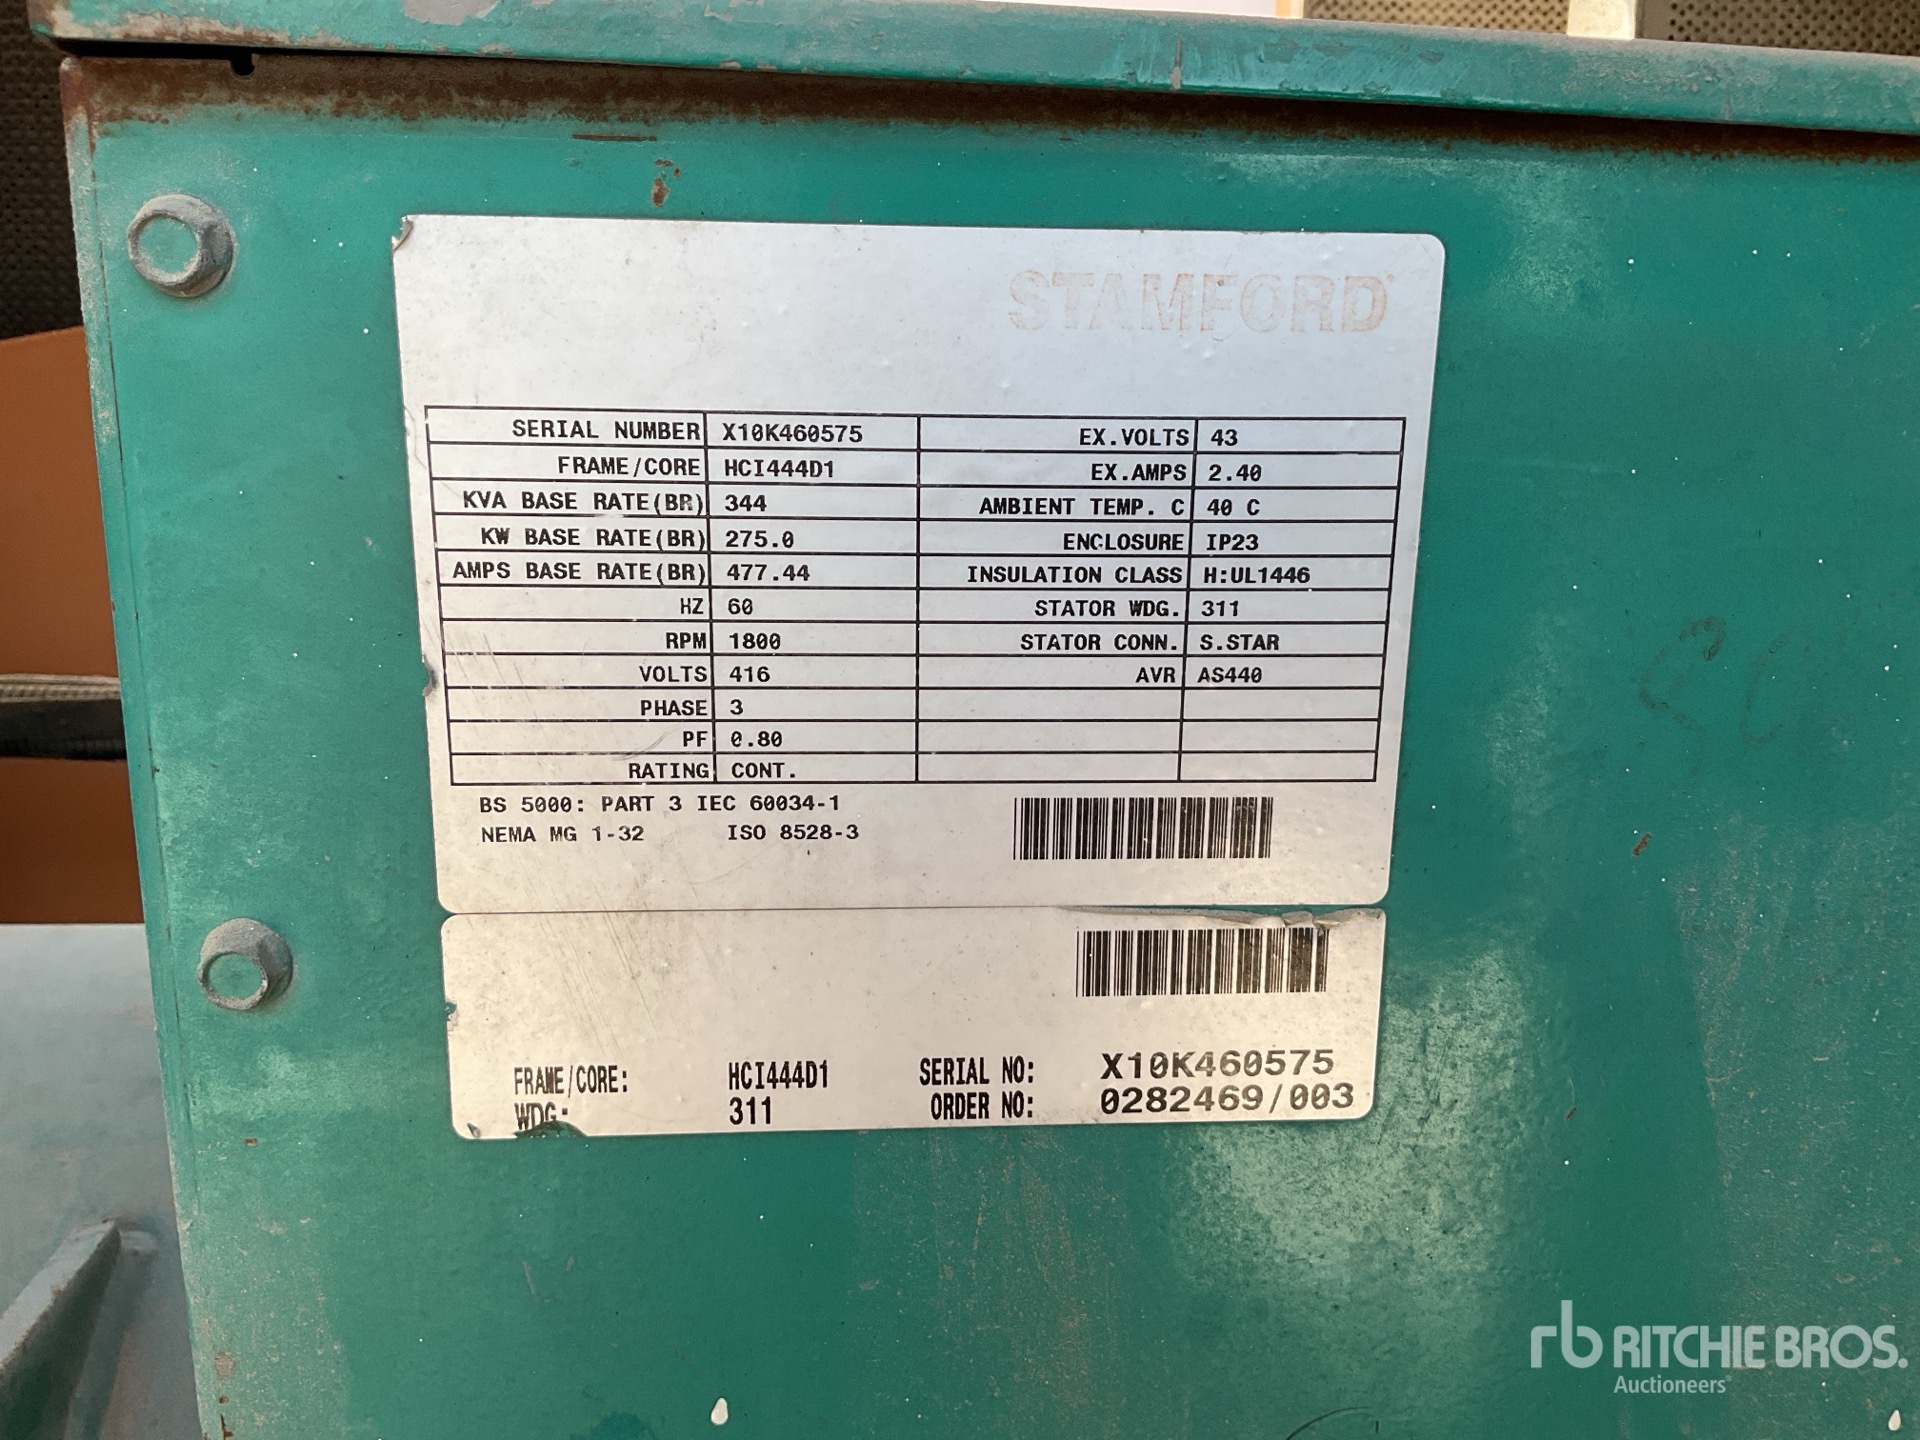 STAMFORD
SERIAL NUMBER X10K460575 EX.VOLTS 43
FRAME/CORE HCI444D1 EX.AMPS 2.40
KVA BASE RATE(BR) 344 AMBIENT TEMP. C 40 C
KW BASE RATE(BR) 275.0 ENCLOSURE IP23
AMPS BASE RATE(BR) 477.44 INSULATION CLASS H:UL1446
HZ 60 STATOR WDG. 311
RPM 1800 STATOR CONN. S.STAR
VOLTS 416 AVR AS440
PHASE 3
PF 0.80
RATING CONT.
BS 5000: PART 3 IEC 60034-1
NEMA MG 1-32 ISO 8528-3
FRAME/CORE: HCI444D1 SERIAL NO: X10K460575
WDG: 311 ORDER NO: 0282469/003
rb RITCHIE BROS.
Auctioneers